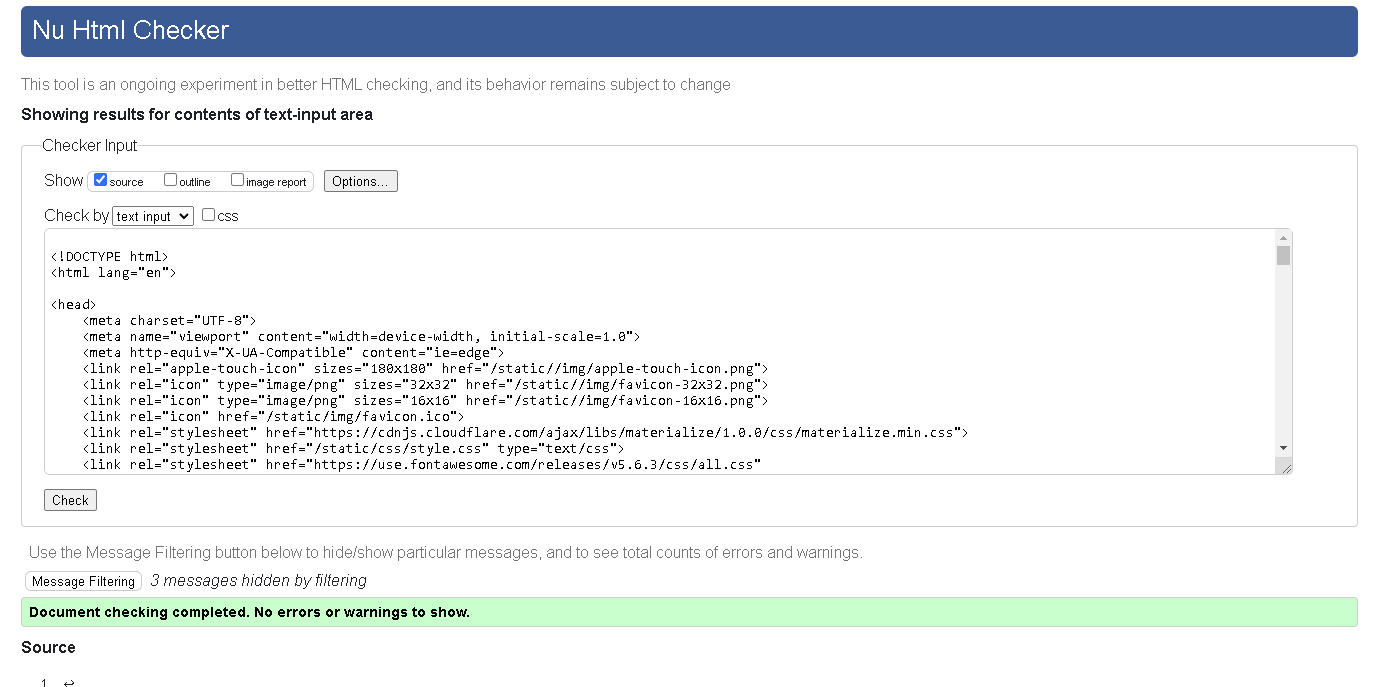 Nu Html Checker
This tool is an ongoing experiment in better HTML checking, and its behavior remains subject to change
Showing results for contents of text-input area
Checker Input
Show source outline image report Options...
Check by text input css
<!DOCTYPE html>
<html lang="en">
<head>
<meta charset="UTF-8">
<meta name="viewport" content="width=device-width, initial-scale=1.0">
<meta http-equiv="X-UA-Compatible" content="ie=edge">
<link rel="apple-touch-icon" sizes="180x180" href="/static//img/apple-touch-icon.png">
<link rel="icon" type="image/png" sizes="32x32" href="/static//img/favicon-32x32.png">
<link rel="icon" type="image/png" sizes="16x16" href="/static//img/favicon-16x16.png">
<link rel="icon" href="/static/img/favicon.ico">
<link rel="stylesheet" href="https://cdnjs.cloudflare.com/ajax/libs/materialize/1.0.0/css/materialize.min.css">
<link rel="stylesheet" href="/static/css/style.css" type="text/css">
<link rel="stylesheet" href="https://use.fontawesome.com/releases/v5.6.3/css/all.css"
Check
Use the Message Filtering button below to hide/show particular messages, and to see total counts of errors and warnings.
Message Filtering 3 messages hidden by filtering
Document checking completed. No errors or warnings to show.
Source
1. ↩